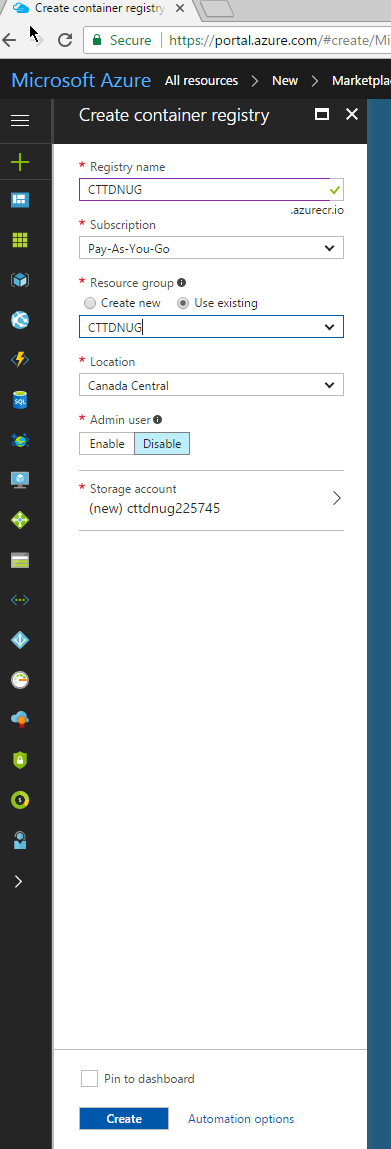 Create container registry
Secure
https://portal.azure.com/#create/Mi
Microsoft Azure All resources > New > Marketpla
Create container registry
* Registry name
CTTDNUG
.azurecr.io
* Subscription
Pay-As-You-Go
* Resource group
Create new Use existing
CTTDNUG
* Location
Canada Central
* Admin user
Enable Disable
* Storage account
(new) cttdnug225745
SQL
Pin to dashboard
Create Automation options